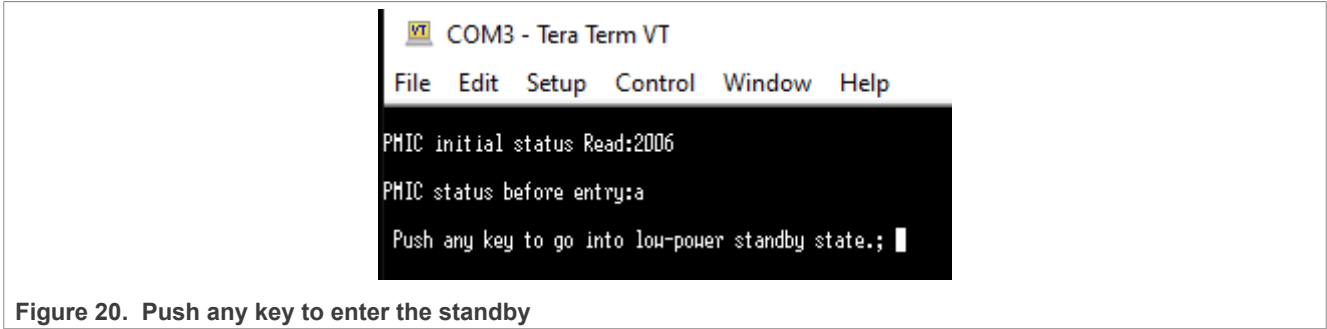 VT COM3 - Tera Term VT
File Edit Setup Control Window Help
PMIC initial status Read:2006
PMIC status before entry:a
Push any key to go into low-power standby state.;
Figure 20. Push any key to enter the standby